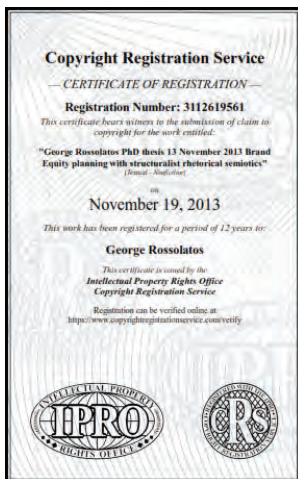 Copyright Registration Service
— CERTIFICATE OF REGISTRATION —
Registration Number: 3112619561
This certificate bears witness to the submission of claim to
copyright for the work entitled:
"George Rossolatos PhD thesis 13 November 2013 Brand
Equity planning with structuralist rhetorical semiotics"
(Textual - Nonfiction)
on
November 19, 2013
This work has been registered for a period of 12 years to:
George Rossolatos
This certificate is issued by the
Intellectual Property Rights Office
Copyright Registration Service
Registration can be verified online at
https://www.copyrightregistrationservice.com/verify
INTELLECTUAL PROPERTY
IPRO
RIGHTS OFFICE
CRS